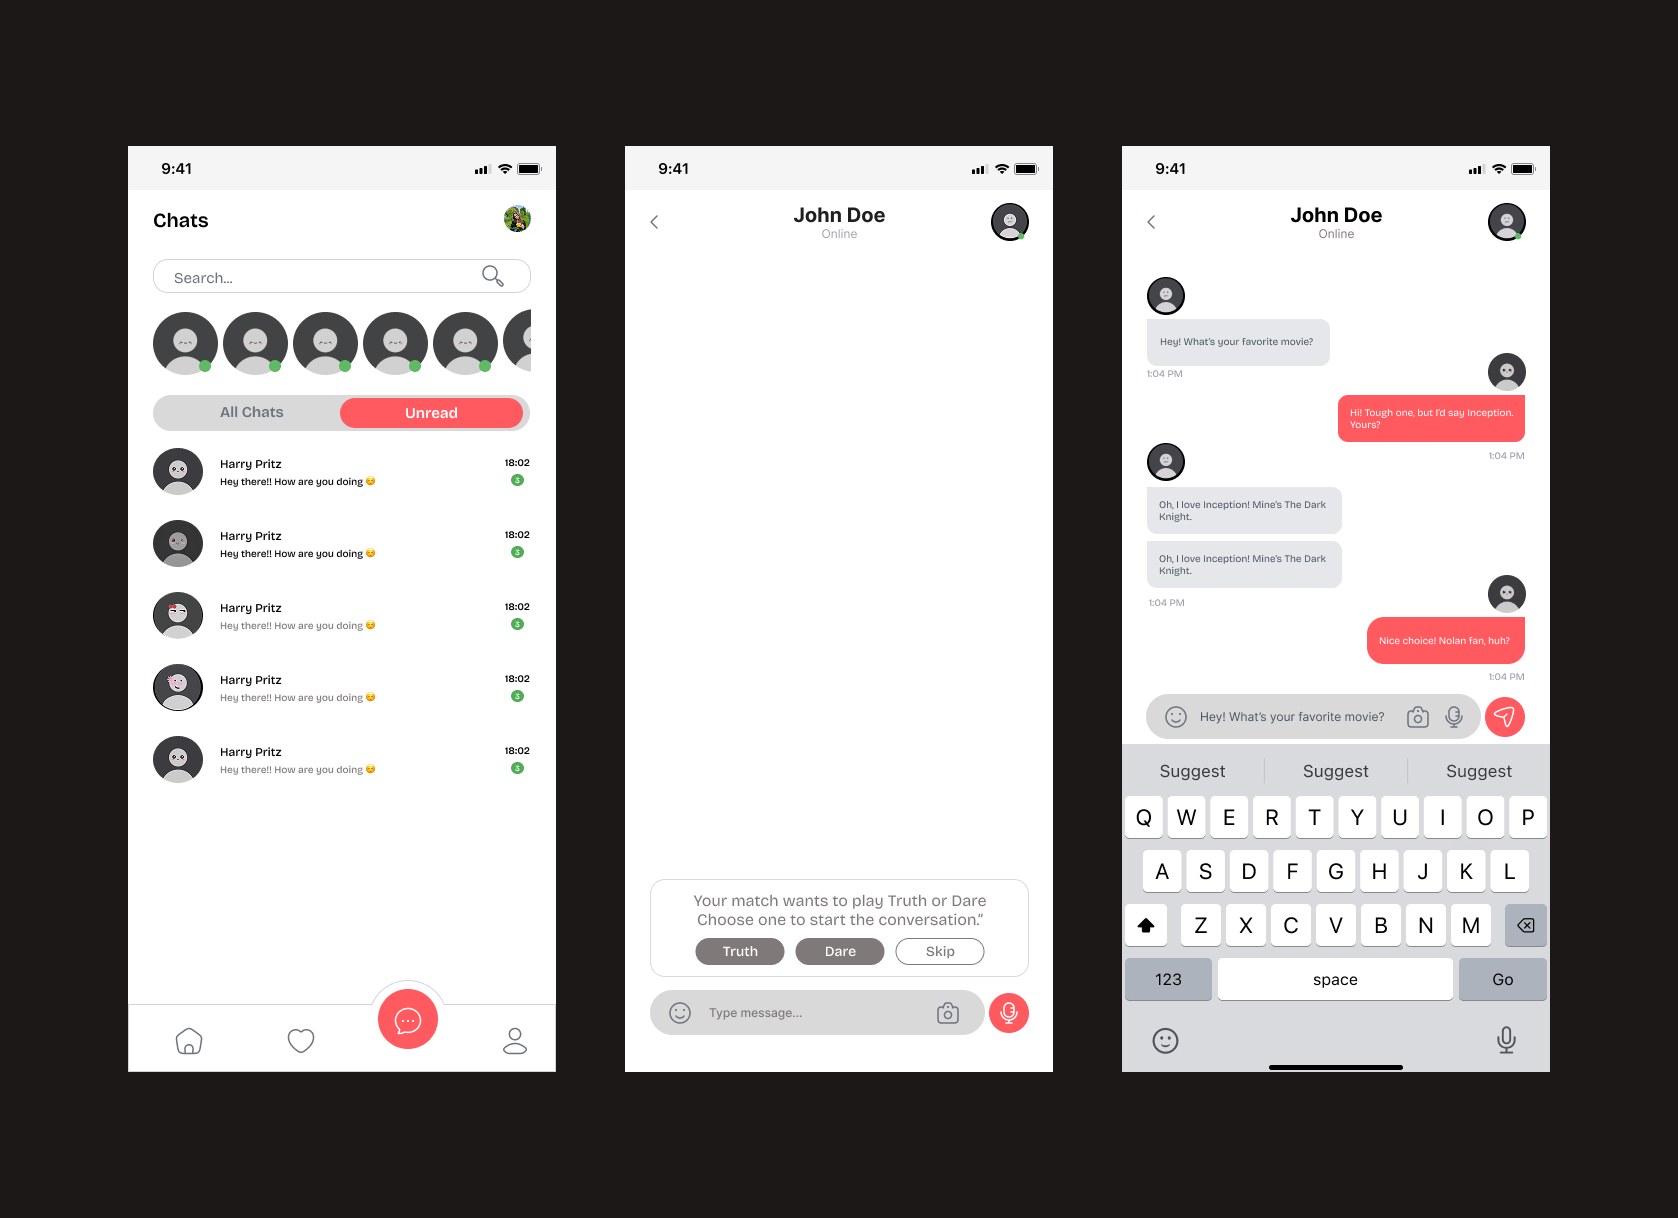 9:41
Chats
Search...
All Chats
Unread
Harry Pritz
18:02
Hey there!! How are you doing 😊
3
Harry Pritz
18:02
Hey there!! How are you doing 😊
3
Harry Pritz
18:02
Hey there!! How are you doing 😊
3
Harry Pritz
18:02
Hey there!! How are you doing 😊
3
Harry Pritz
18:02
Hey there!! How are you doing 😊
3
9:41
John Doe
Online
Your match wants to play Truth or Dare
Choose one to start the conversation.”
Truth
Dare
Skip
Type message...
9:41
John Doe
Online
Hey! What’s your favorite movie?
1:04 PM
Hi! Tough one, but I’d say Inception.
Yours?
1:04 PM
Oh, I love Inception! Mine’s The Dark
Knight.
Oh, I love Inception! Mine’s The Dark
Knight.
1:04 PM
Nice choice! Nolan fan, huh?
1:04 PM
Hey! What’s your favorite movie?
Suggest Suggest Suggest
Q W E R T Y U I O P
A S D F G H J K L
Z X C V B N M
123 space Go